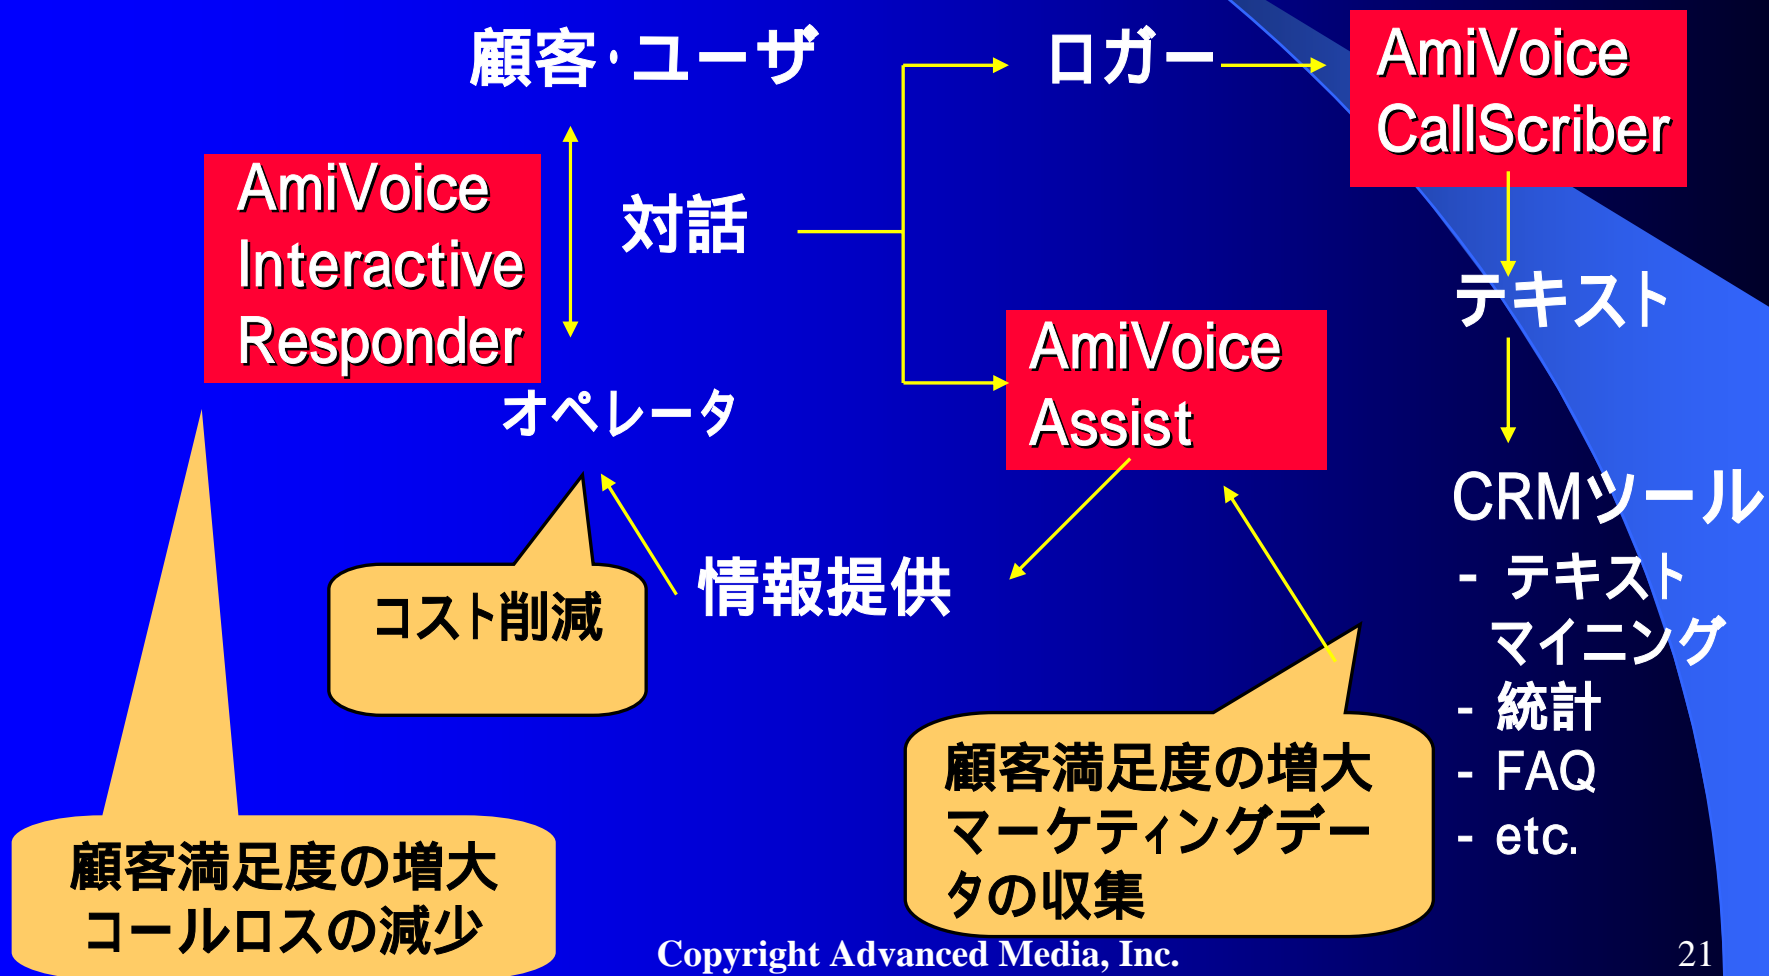 顧客・ユーザ
ロガー
AmiVoice
CallScriber
AmiVoice
Interactive
Responder
対話
テキスト
AmiVoice
Assist
オペレータ
CRMツール
- テキスト
マイニング
- 統計
- FAQ
- etc.
情報提供
コスト削減
顧客満足度の増大
マーケティングデー
タの収集
顧客満足度の増大
コールロスの減少
Copyright Advanced Media, Inc.
21